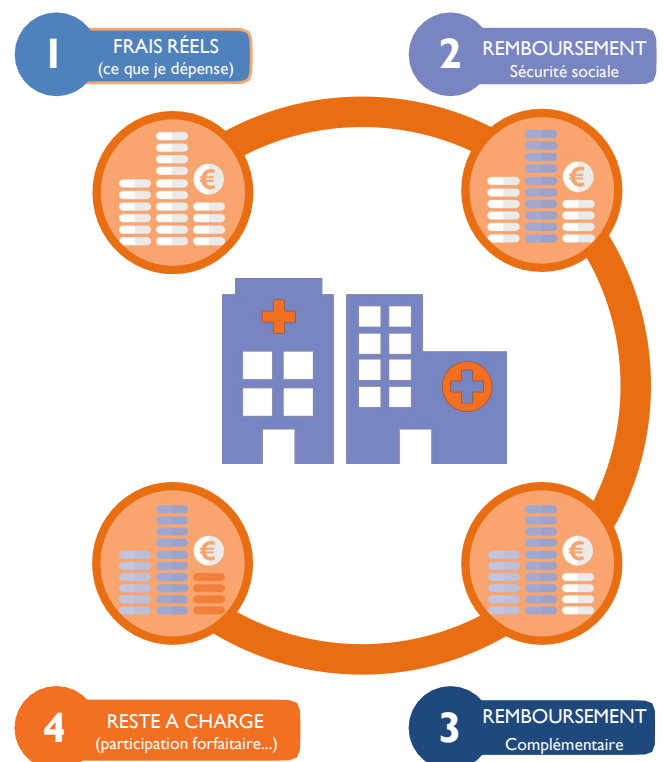 1
FRAIS RÉELS
(ce que je dépense)
2
REMBOURSEMENT
Sécurité sociale
€
€
€
€
4
RESTE A CHARGE
(participation forfaitaire...)
3
REMBOURSEMENT
Complémentaire